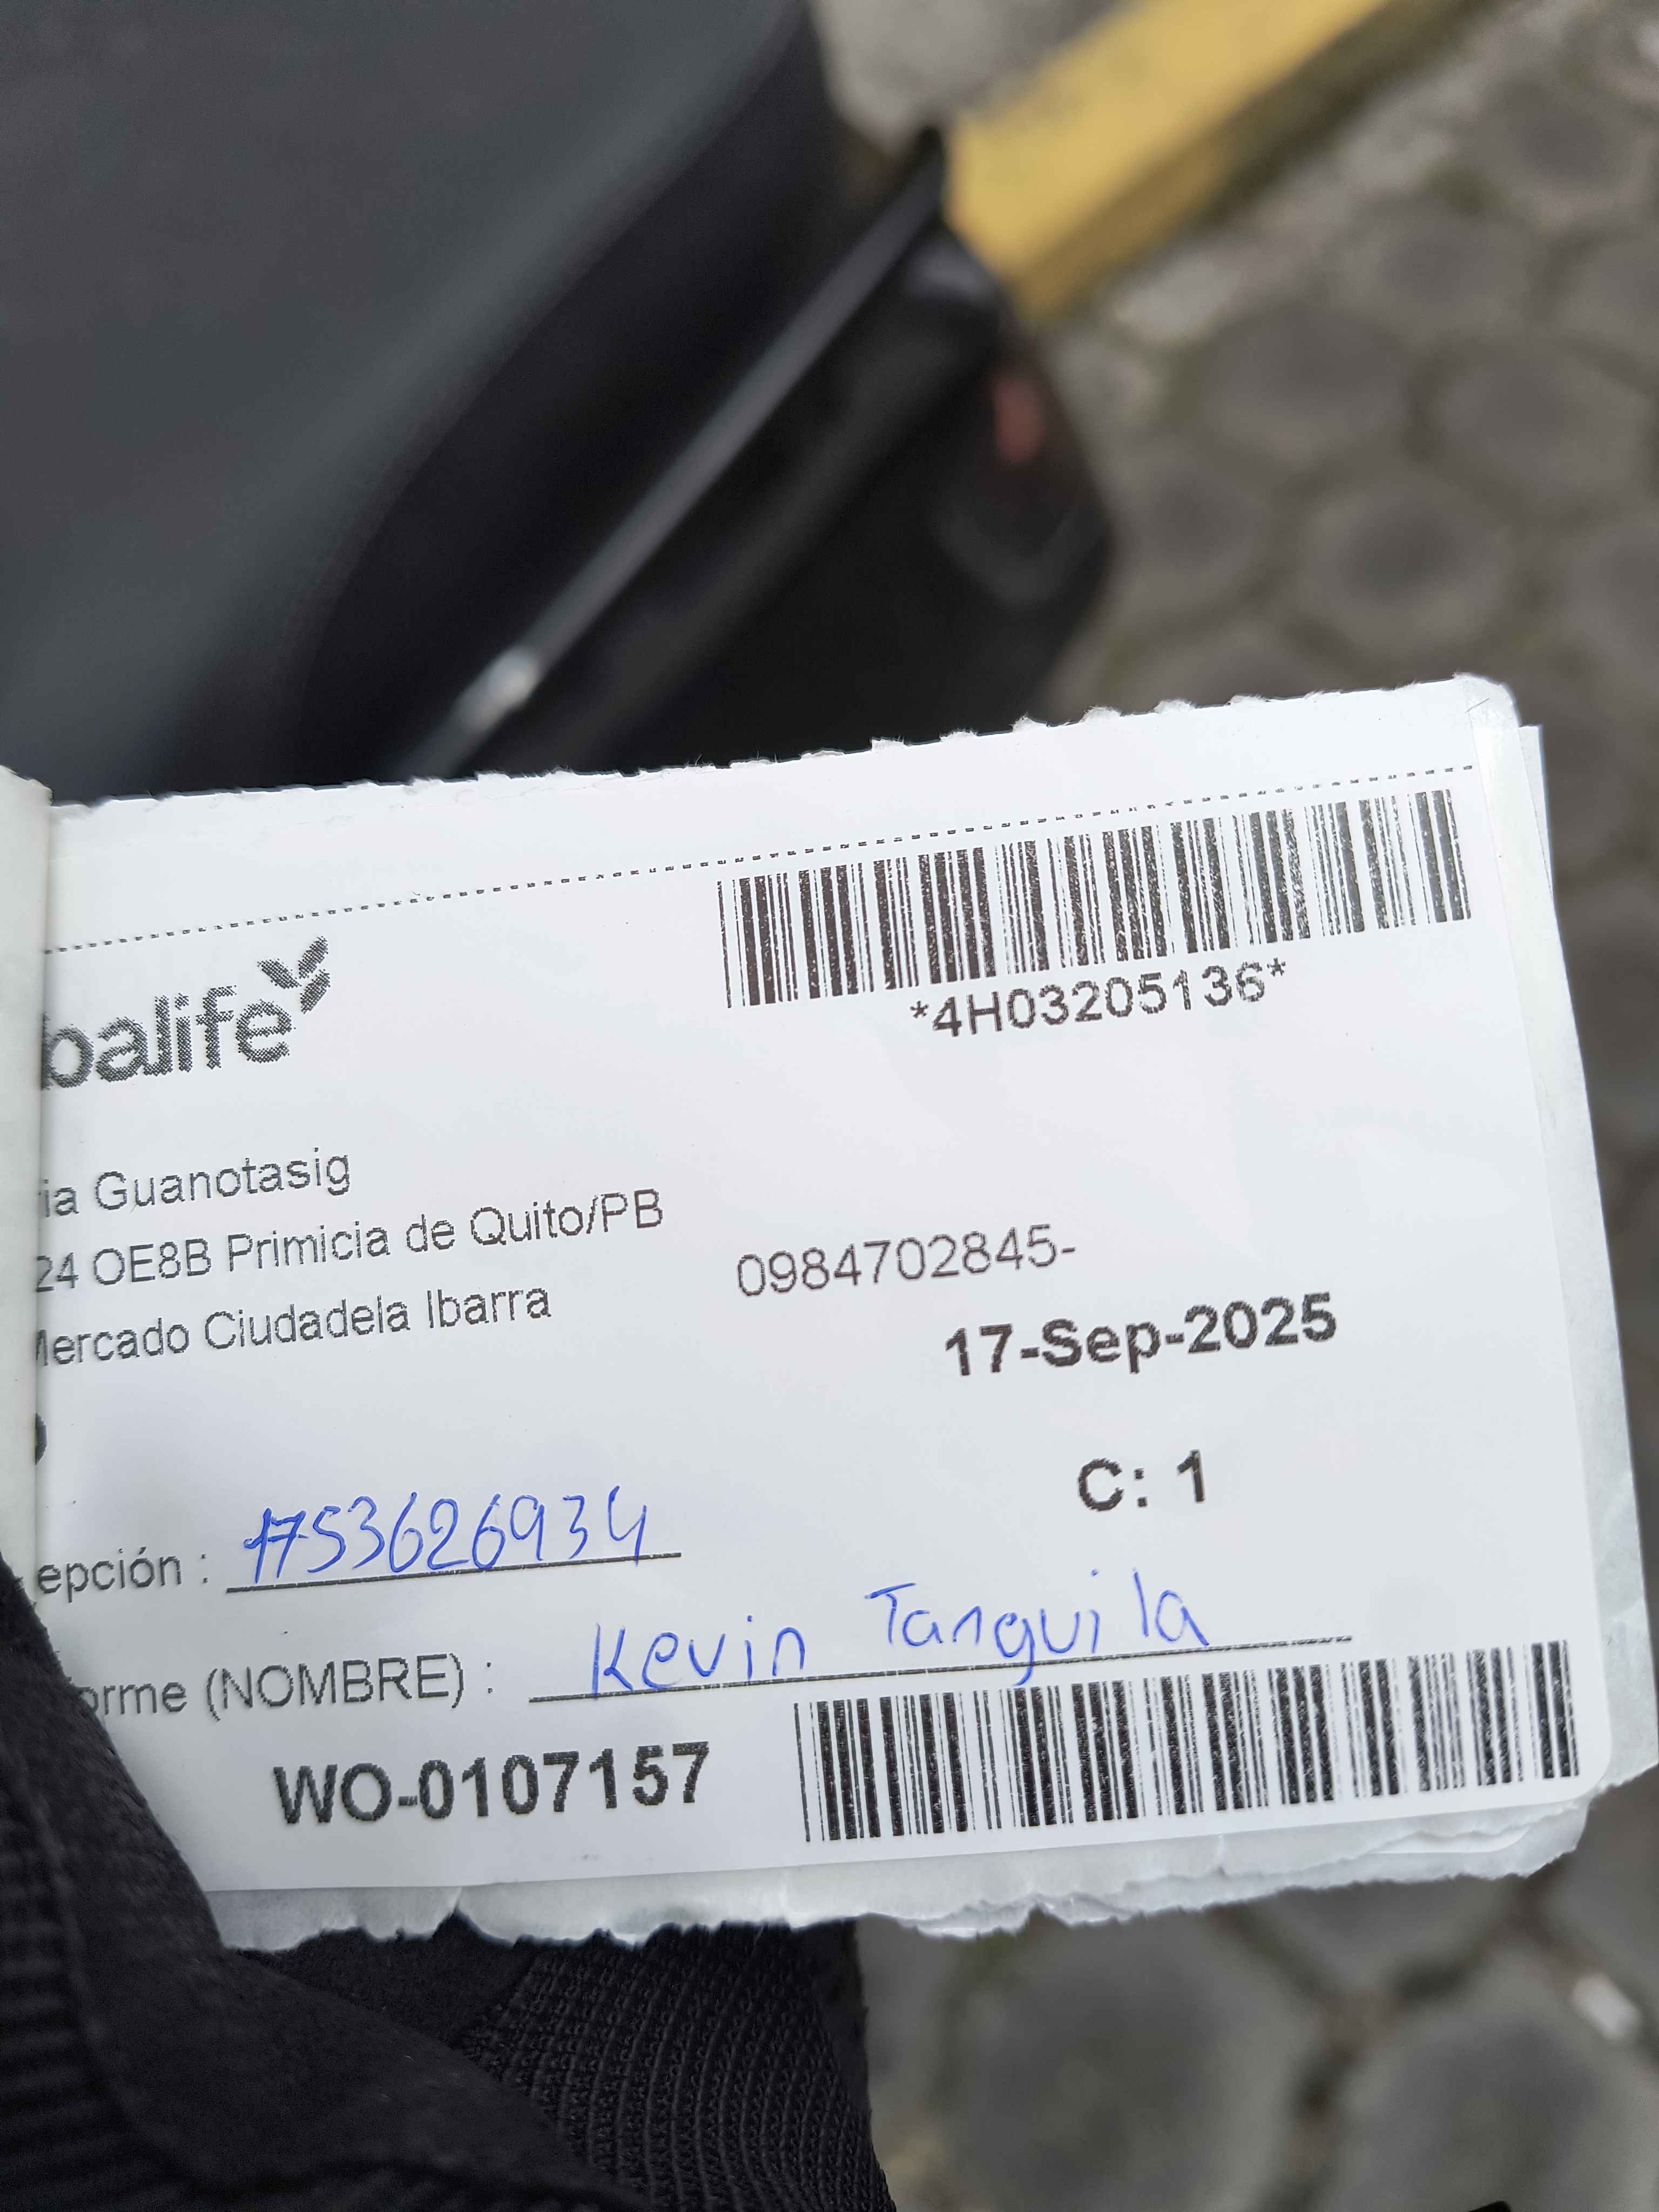 balife
*4H03205136*
ia Guanotasig
24 OE8B Primicia de Quito/PB
0984702845-
Mercado Ciudadela Ibarra
17-Sep-2025
C: 1
epción : 1753626934
orme (NOMBRE) : Kevin Tanguila
WO-0107157